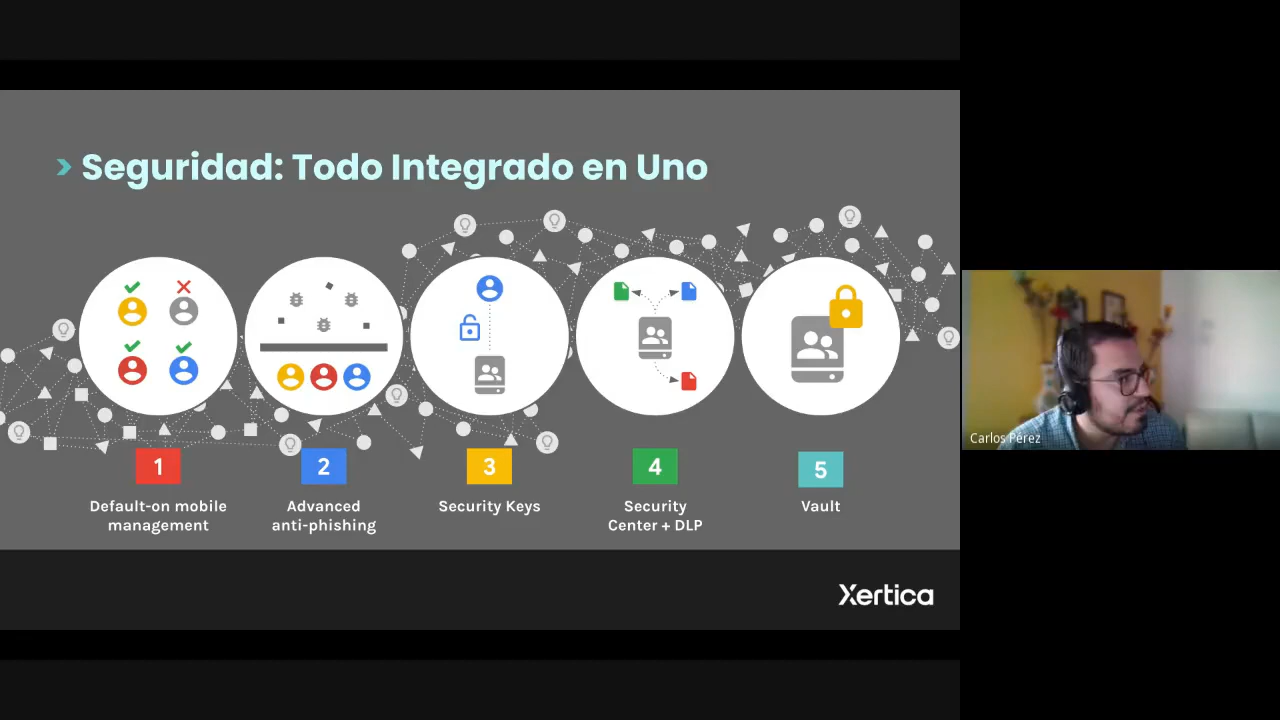 > Seguridad: Todo Integrado en Uno
1
Default-on mobile
management
2
Advanced
anti-phishing
3
Security Keys
4
Security
Center + DLP
5
Vault
Xertica
Carlos Pérez